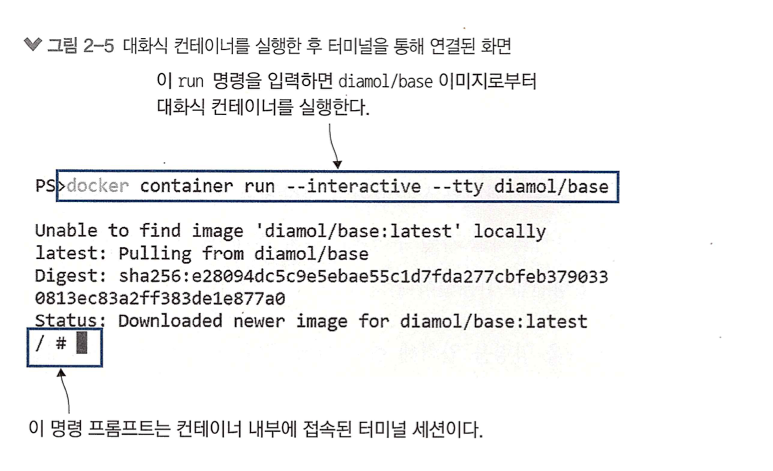 그림 2-5 대화식 컨테이너를 실행한 후 터미널을 통해 연결된 화면
이 run 명령을 입력하면 diamol/base 이미지로부터
대화식 컨테이너를 실행한다.
PS>docker container run --interactive --tty diamol/base
Unable to find image 'diamol/base:latest' locally
latest: Pulling from diamol/base
Digest: sha256:e28094dc5c9e5ebae55c1d7fda277cbfeb379033
0813ec83a2ff383de1e877a0
Status: Downloaded newer image for diamol/base:latest
/ #
이 명령 프롬프트는 컨테이너 내부에 접속된 터미널 세션이다.